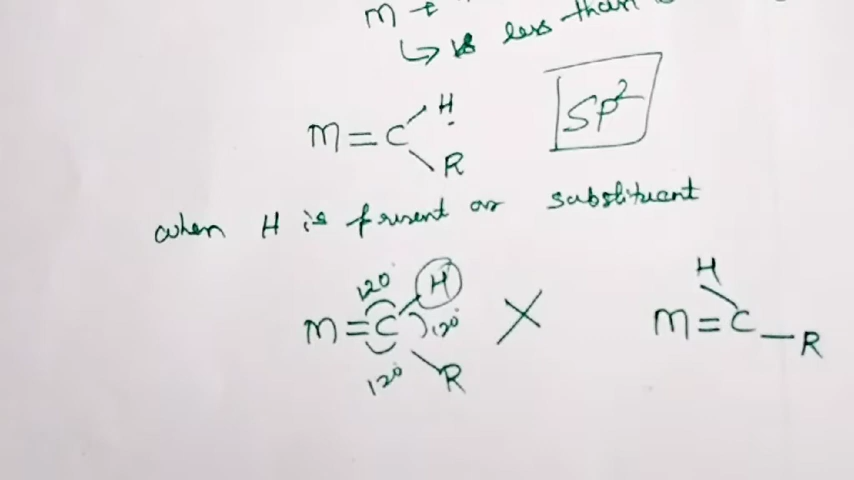 m
↳ is less than
M=C
H
R
SP²
when H is present as substituent
M=C
H
R
120°
120°
120°
M=C
H
R